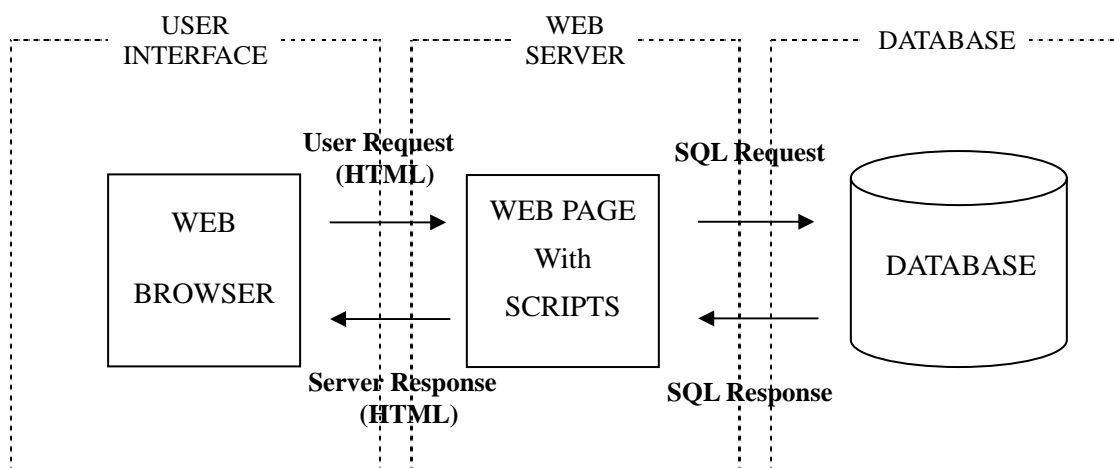 USER
INTERFACE
WEB
SERVER
DATABASE
User Request
(HTML)
SQL Request
WEB
BROWSER
WEB PAGE
With
SCRIPTS
DATABASE
Server Response
(HTML)
SQL Response